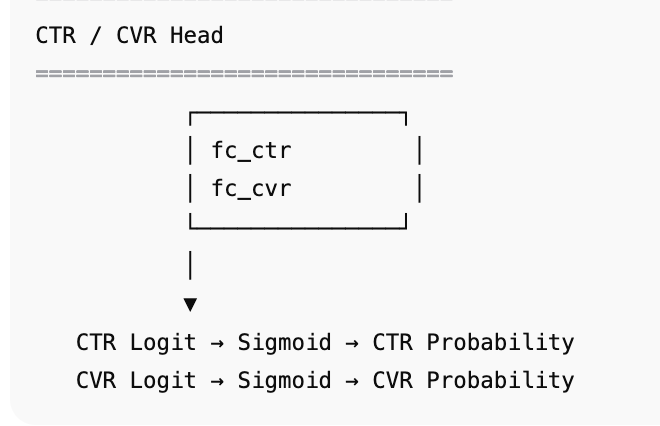 CTR / CVR Head
===============================
┌────────────────┐
│ fc_ctr         │
│ fc_cvr         │
└────────────────┘
│
▼
CTR Logit → Sigmoid → CTR Probability
CVR Logit → Sigmoid → CVR Probability